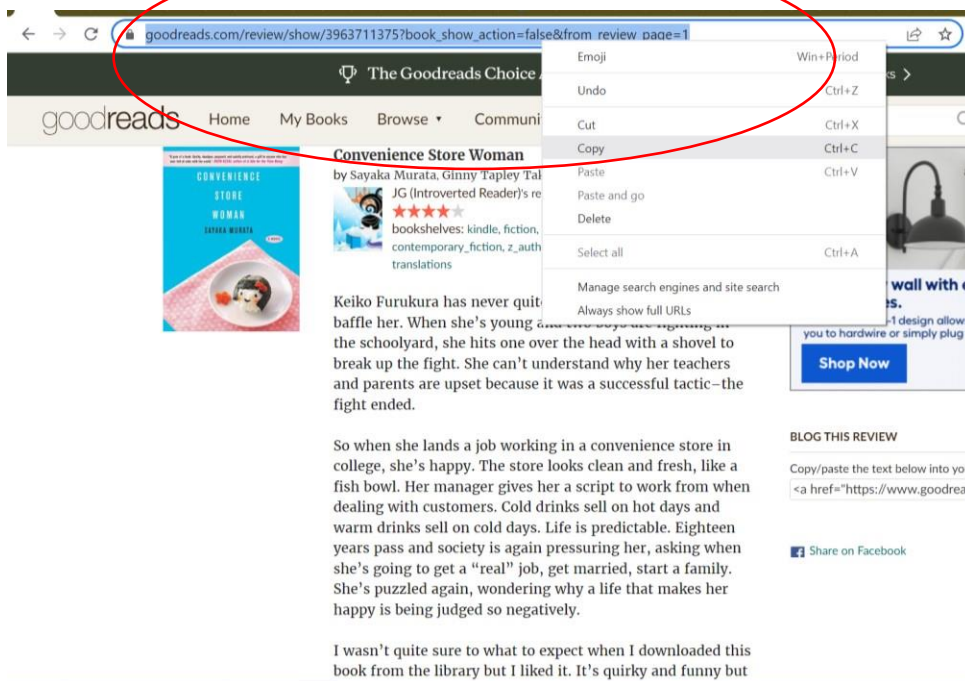 goodreads.com/review/show/3963711375?book_show_action=false&from_review_page=1
The Goodreads Choice
goodreads Home My Books Browse ▾
Emoji Win+Period
Undo Ctrl+Z
Cut Ctrl+X
Copy Ctrl+C
Paste Ctrl+V
Paste and go
Delete
Select all Ctrl+A
Manage search engines and site search
Always show full URLs
CONVENIENCE
STORE
WOMAN
SAYAKA MURATA
Convenience Store Woman
by Sayaka Murata, Ginny Tapley
JG (Introverted Reader)'s
bookshelves: kindle, fiction,
contemporary_fiction,
translations
Keiko Furukura has never
baffle her. When she's young and two boys are fighting in
the schoolyard, she hits one over the head with a shovel to
break up the fight. She can't understand why her teachers
and parents are upset because it was a successful tactic–the
fight ended.
So when she lands a job working in a convenience store in
college, she's happy. The store looks clean and fresh, like a
fish bowl. Her manager gives her a script to work from when
dealing with customers. Cold drinks sell on hot days and
warm drinks sell on cold days. Life is predictable. Eighteen
years pass and society is again pressuring her, asking when
she's going to get a “real” job, get married, start a family.
She's puzzled again, wondering why a life that makes her
happy is being judged so negatively.
I wasn't quite sure to what to expect when I downloaded this
book from the library but I liked it. It's quirky and funny but
wall with
-1 design allow
you to hardwire or simply plug
Shop Now
BLOG THIS REVIEW
Copy/paste the text below into
<a href="https://www.goodrea
Share on Facebook